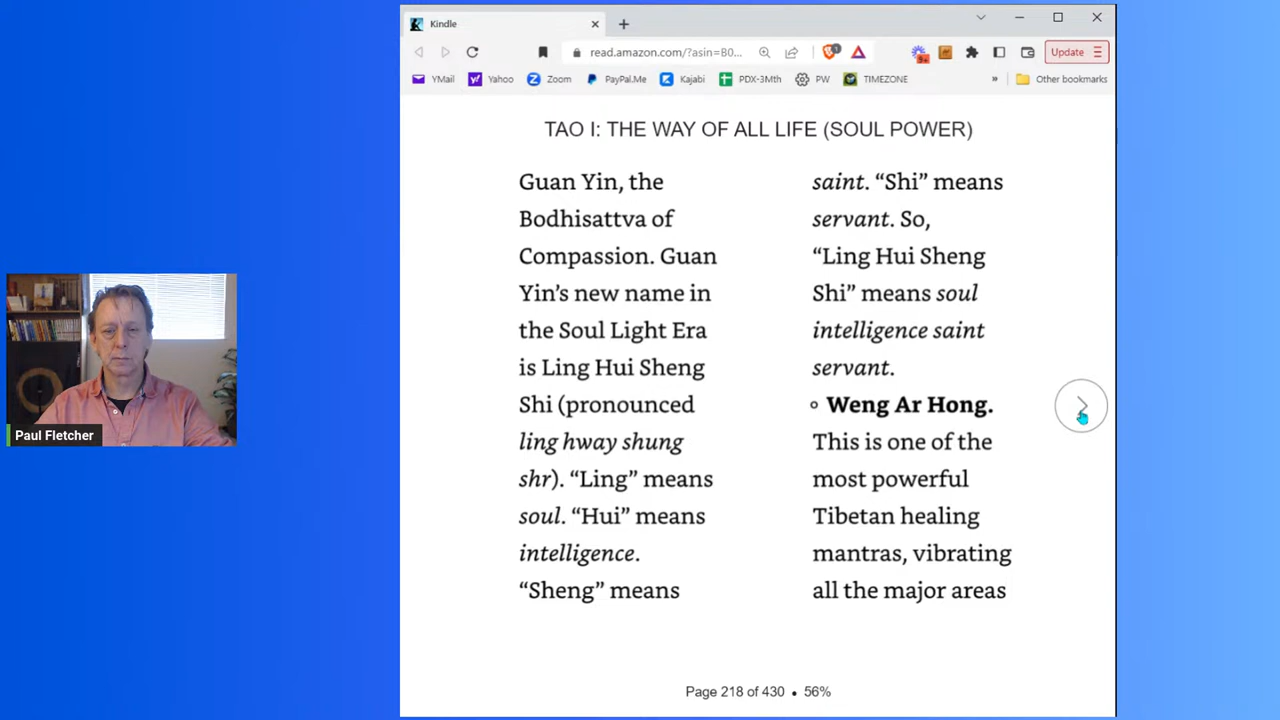 Kindle
read.amazon.com/?asin=B0...
Update
YMail
Yahoo
Zoom
PayPal.Me
Kajabi
PDX-3Mth
PW
TIMEZONE
»
Other bookmarks
TAO I: THE WAY OF ALL LIFE (SOUL POWER)
Guan Yin, the
Bodhisattva of
Compassion. Guan
Yin’s new name in
the Soul Light Era
is Ling Hui Sheng
Shi (pronounced
ling hway shung
shr). “Ling” means
soul. “Hui” means
intelligence.
“Sheng” means
saint. “Shi” means
servant. So,
“Ling Hui Sheng
Shi” means soul
intelligence saint
servant.
◦ Weng Ar Hong.
This is one of the
most powerful
Tibetan healing
mantras, vibrating
all the major areas
Page 218 of 430 • 56%
Paul Fletcher